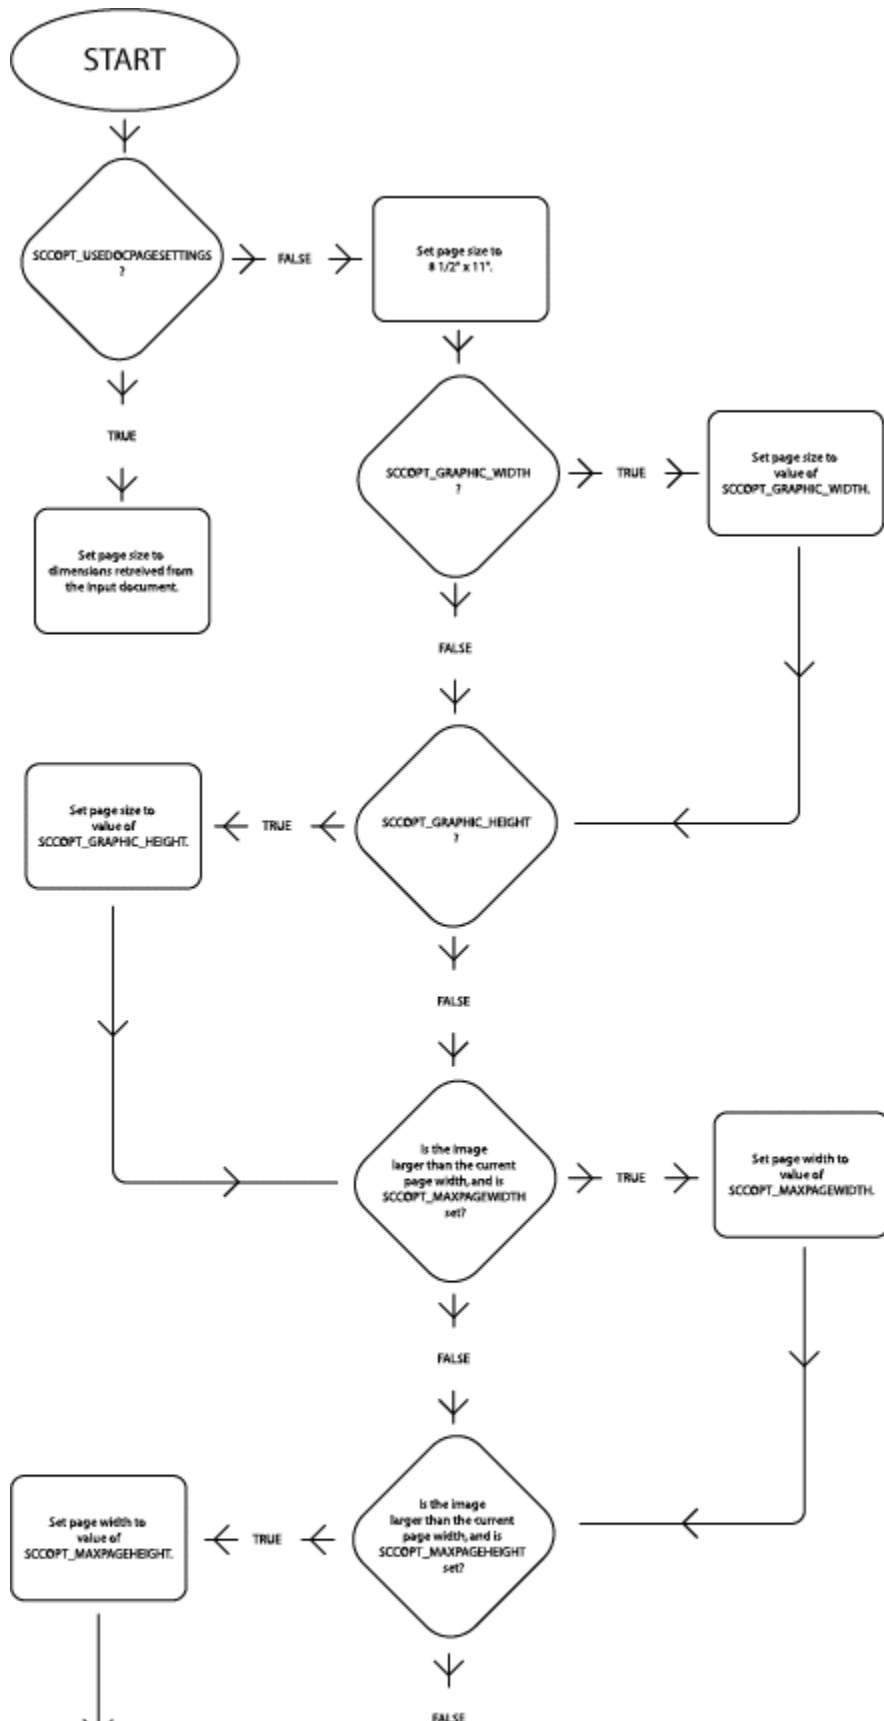 START
SCCOPT_USEDOCPAGESETTINGS
?
FALSE
Set page size to
8 1/2" x 11".
TRUE
Set page size to
dimensions retreived from
the input document.
SCCOPT_GRAPHIC_WIDTH
?
TRUE
Set page size to
value of
SCCOPT_GRAPHIC_WIDTH.
FALSE
SCCOPT_GRAPHIC_HEIGHT
?
TRUE
Set page size to
value of
SCCOPT_GRAPHIC_HEIGHT.
FALSE
Is the image
larger than the current
page width, and is
SCCOPT_MAXPAGEWIDTH
set?
TRUE
Set page width to
value of
SCCOPT_MAXPAGEWIDTH.
FALSE
Is the image
larger than the current
page width, and is
SCCOPT_MAXPAGEHEIGHT
set?
TRUE
Set page width to
value of
SCCOPT_MAXPAGEHEIGHT.
FALSE